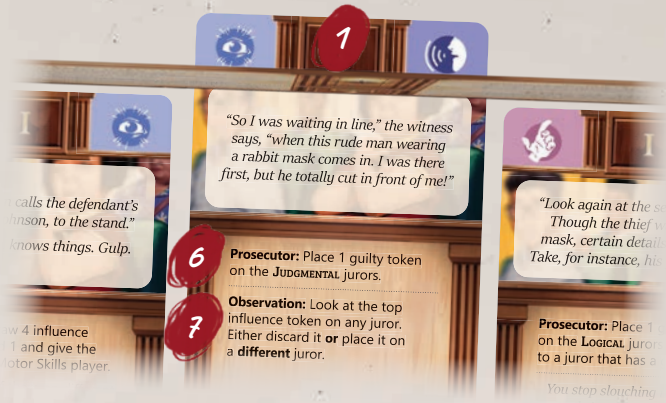 1
I
calls the defendant's
to the stand."
knows things. Gulp.
4 influence
1 and give the
Motor Skills player.
"So I was waiting in line," the witness
says, "when this rude man wearing
a rabbit mask comes in. I was there
first, but he totally cut in front of me!"
6
Prosecutor: Place 1 guilty token
on the JUDGMENTAL jurors.
7
Observation: Look at the top
influence token on any juror.
Either discard it or place it on
a different juror.
I
"Look again at the
Though the thief
mask, certain
Take, for instance, his
Prosecutor: Place 1
on the LOGICAL
to a juror that has a
You stop slouching